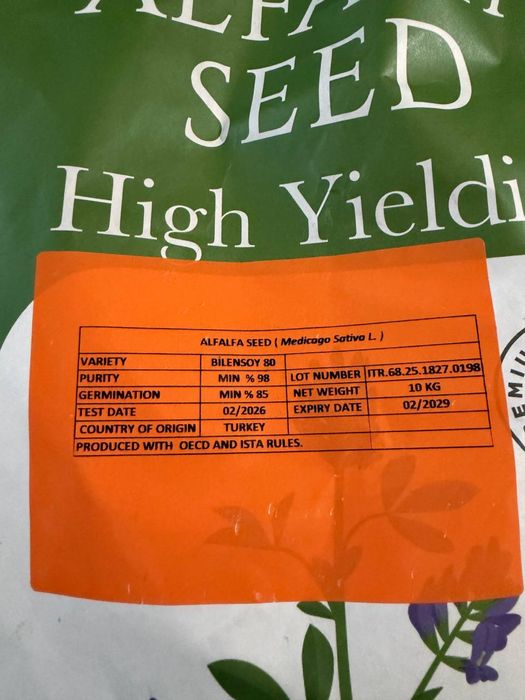 SEED
High Yieldi
ALFALFA SEED ( Medicago Sativa L. )
VARIETY BİLENSOY 80
PURITY MIN % 98 LOT NUMBER ITR.68.25.1827.0198
GERMINATION MIN % 85 NET WEIGHT 10 KG
TEST DATE 02/2026 EXPIRY DATE 02/2029
COUNTRY OF ORIGIN TURKEY
PRODUCED WITH OECD AND ISTA RULES.